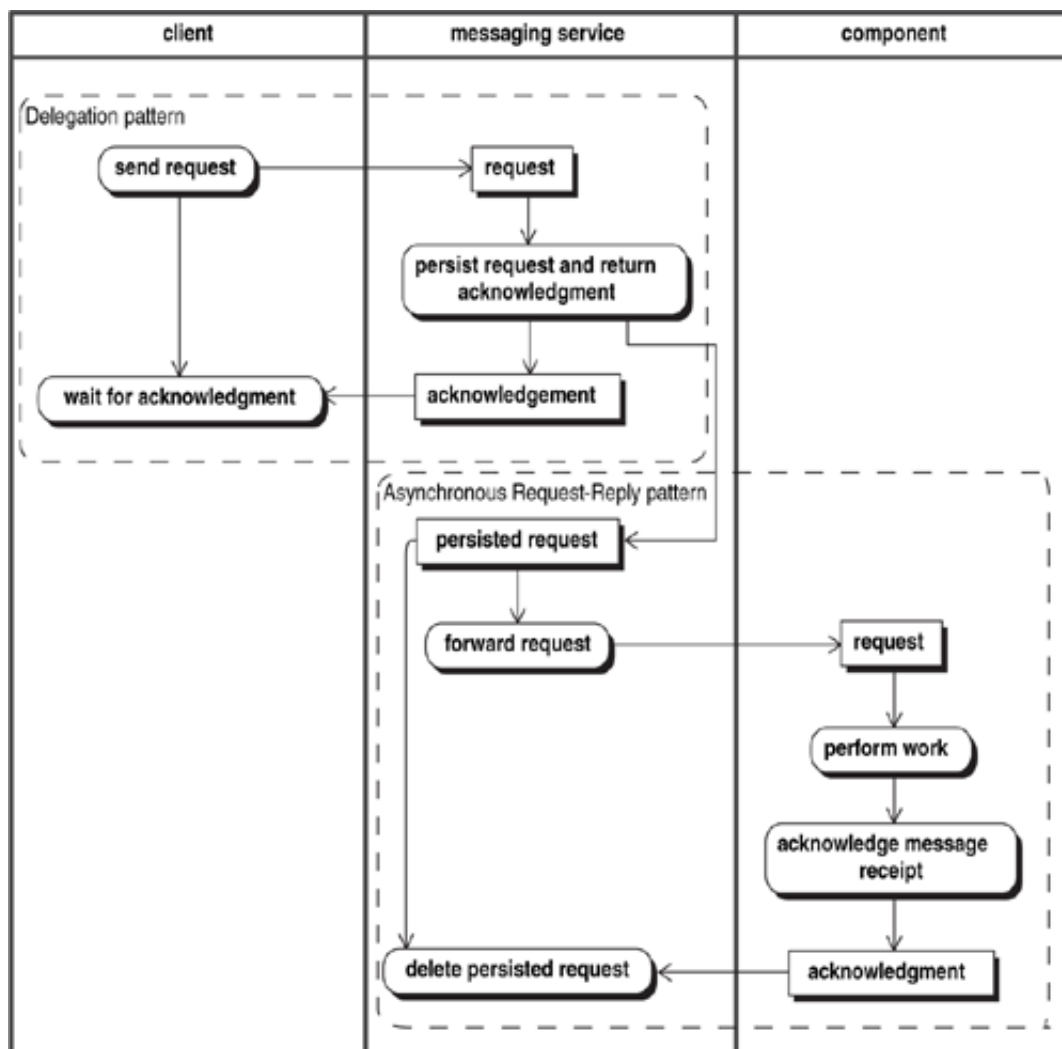 client
messaging service
component
Delegation pattern
send request
request
persist request and return
acknowledgment
wait for acknowledgment
acknowledgement
Asynchronous Request-Reply pattern
persisted request
forward request
request
perform work
acknowledge message
receipt
delete persisted request
acknowledgment